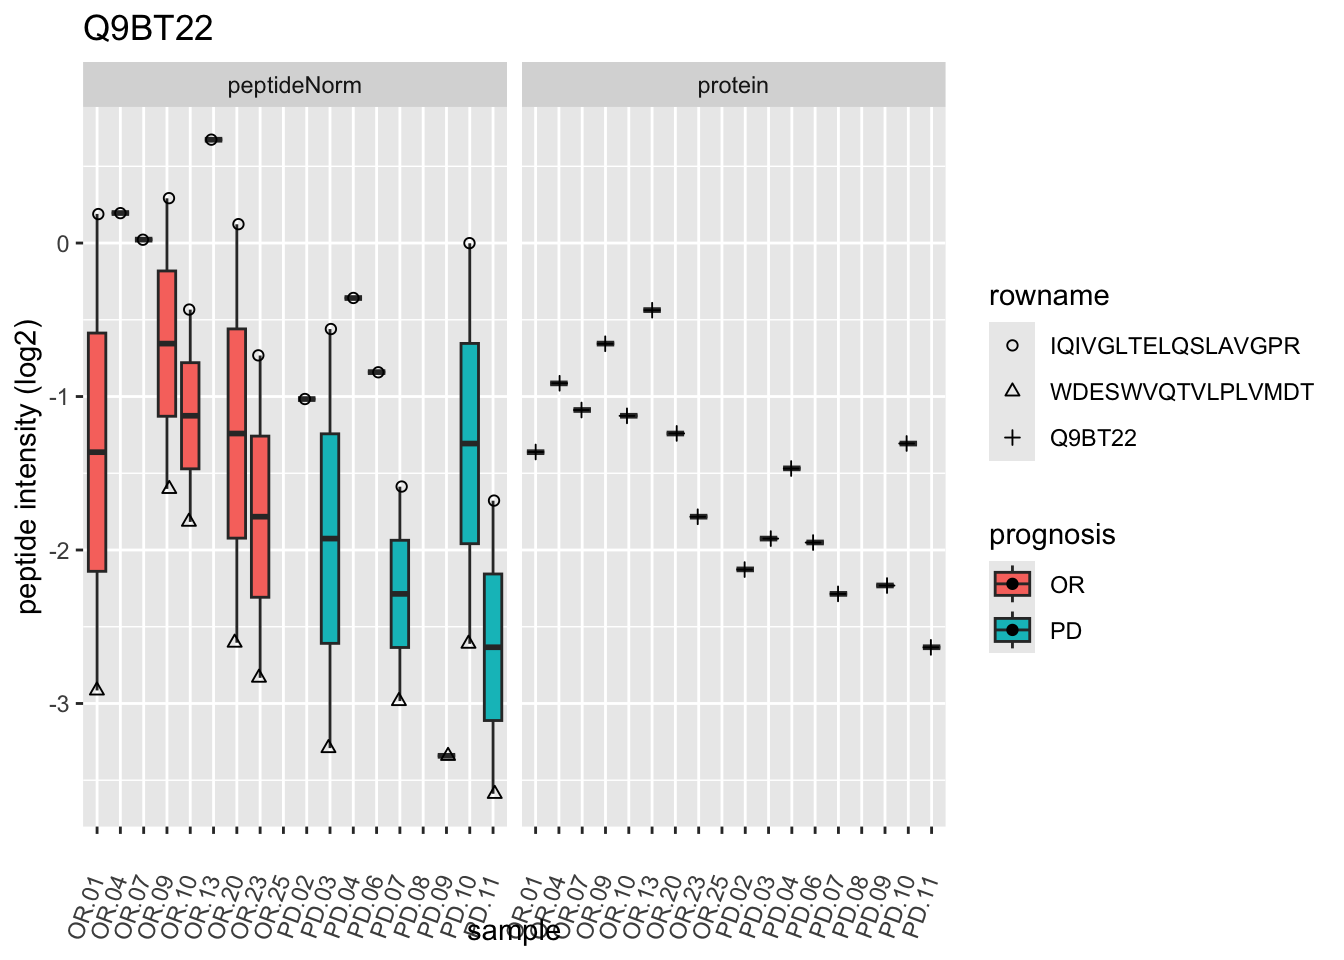 Q9BT22
peptideNorm
protein
peptide intensity (log2)
0
-1
-2
-3
OR.01
OR.04
OR.07
OR.09
OR.10
OR.13
OR.20
OR.23
OR.25
PD.02
PD.03
PD.04
PD.06
PD.07
PD.08
PD.09
PD.10
PD.11
OR.01
OR.04
OR.07
OR.09
OR.10
OR.13
OR.20
OR.23
OR.25
PD.02
PD.03
PD.04
PD.06
PD.07
PD.08
PD.09
PD.10
PD.11
sample
rowname
IQIVGLTELQSLAVGPR
WDESWVQTVLPLVMDT
Q9BT22
prognosis
OR
PD